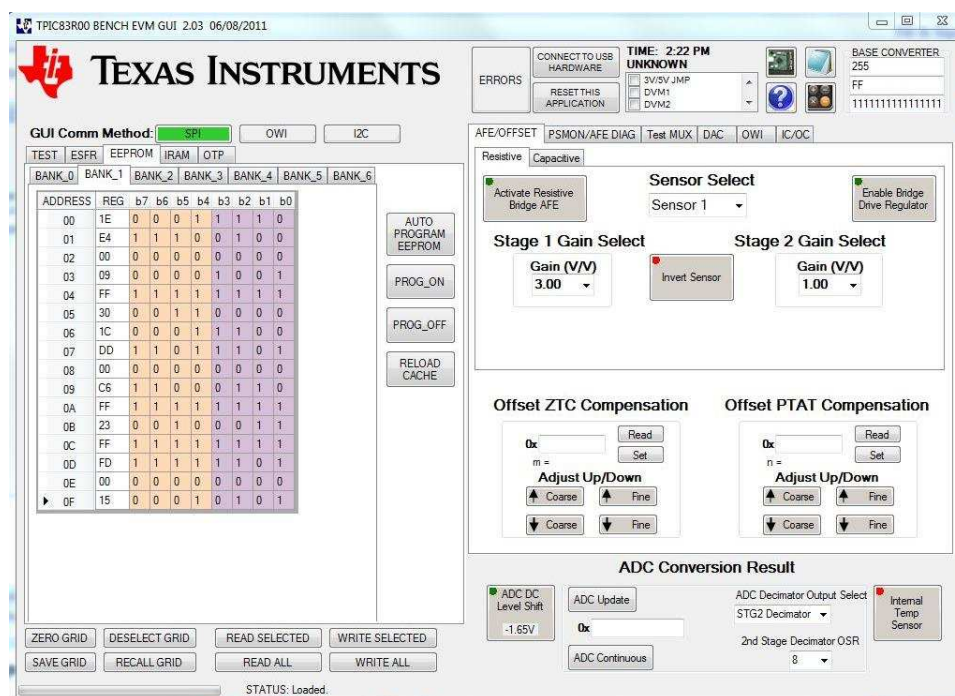 TPIC83R00 BENCH EVM GUI 2.03 06/08/2011
TEXAS INSTRUMENTS
ERRORS
CONNECT TO USB HARDWARE
RESET THIS APPLICATION
TIME: 2:22 PM
UNKNOWN
3V/5V JMP
DVM1
DVM2
BASE CONVERTER
255
FF
1111111111111111
GUI Comm Method: SPI OWI I2C
TEST ESFR EEPROM IRAM OTP
BANK_0 BANK_1 BANK_2 BANK_3 BANK_4 BANK_5 BANK_6
ADDRESS REG b7 b6 b5 b4 b3 b2 b1 b0
00 1E 0 0 0 1 1 1 1 0
01 E4 1 1 1 0 0 1 0 0
02 00 0 0 0 0 0 0 0 0
03 09 0 0 0 0 1 0 0 1
04 FF 1 1 1 1 1 1 1 1
05 30 0 0 1 1 0 0 0 0
06 1C 0 0 0 1 1 1 0 0
07 DD 1 1 0 1 1 1 0 1
08 00 0 0 0 0 0 0 0 0
09 C6 1 1 0 0 0 1 1 0
0A FF 1 1 1 1 1 1 1 1
0B 23 0 0 1 0 0 0 1 1
0C FF 1 1 1 1 1 1 1 1
0D FD 1 1 1 1 1 1 0 1
0E 00 0 0 0 0 0 0 0 0
0F 15 0 0 0 1 0 1 0 1
AUTO
PROGRAM
EEPROM
PROG_ON
PROG_OFF
RELOAD
CACHE
ZERO GRID DESELECT GRID READ SELECTED WRITE SELECTED
SAVE GRID RECALL GRID READ ALL WRITE ALL
STATUS: Loaded.
AFE/OFFSET PSMON/AFE DIAG Test MUX DAC OWI IC/OC
Resistive Capacitive
Activate Resistive
Bridge AFE
Sensor Select
Sensor 1
Enable Bridge
Drive Regulator
Stage 1 Gain Select
Gain (V/V)
3.00
Invert Sensor
Stage 2 Gain Select
Gain (V/V)
1.00
Offset ZTC Compensation
0x Read
m = Set
Adjust Up/Down
Coarse Fine
Coarse Fine
Offset PTAT Compensation
0x Read
n = Set
Adjust Up/Down
Coarse Fine
Coarse Fine
ADC Conversion Result
ADC DC
Level Shift
-1.65V
ADC Update
0x
ADC Continuous
ADC Decimator Output Select
STG2 Decimator
2nd Stage Decimator OSR
8
Internal
Temp
Sensor